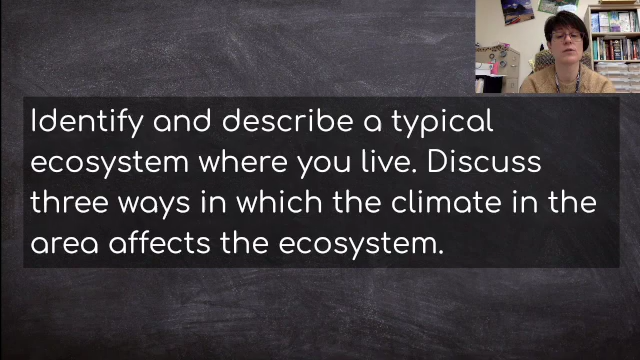 Identify and describe a typical
ecosystem where you live. Discuss
three ways in which the climate in the
area affects the ecosystem.